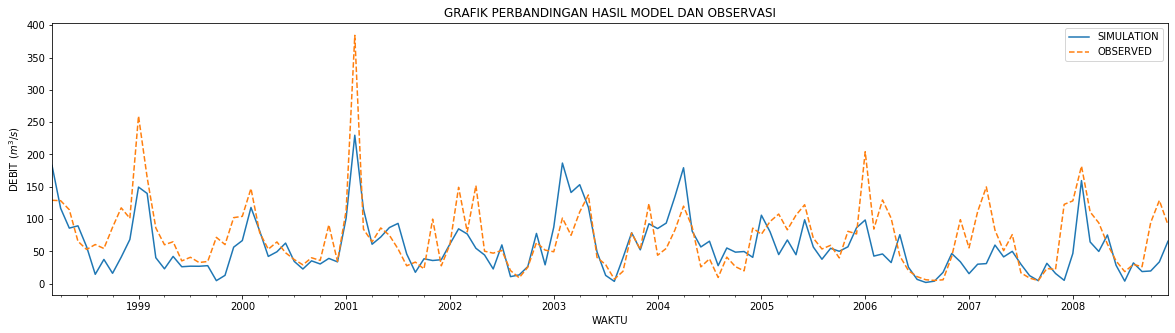 GRAFIK PERBANDINGAN HASIL MODEL DAN OBSERVASI
SIMULATION
OBSERVED
DEBIT (m³/s)
400
350
300
250
200
150
100
50
0
1999 2000 2001 2002 2003 2004 2005 2006 2007 2008
WAKTU